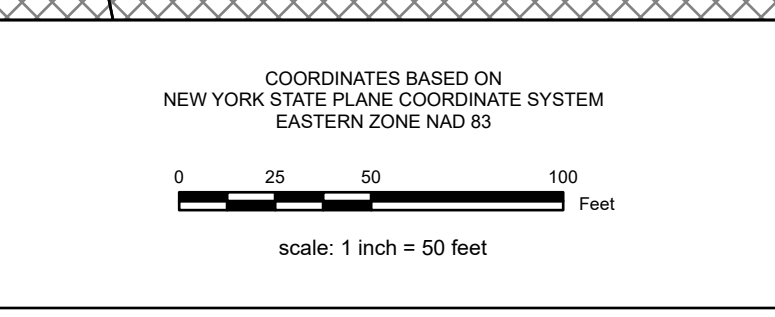 COORDINATES BASED ON
NEW YORK STATE PLANE COORDINATE SYSTEM
EASTERN ZONE NAD 83
0 25 50 100
Feet
scale: 1 inch = 50 feet